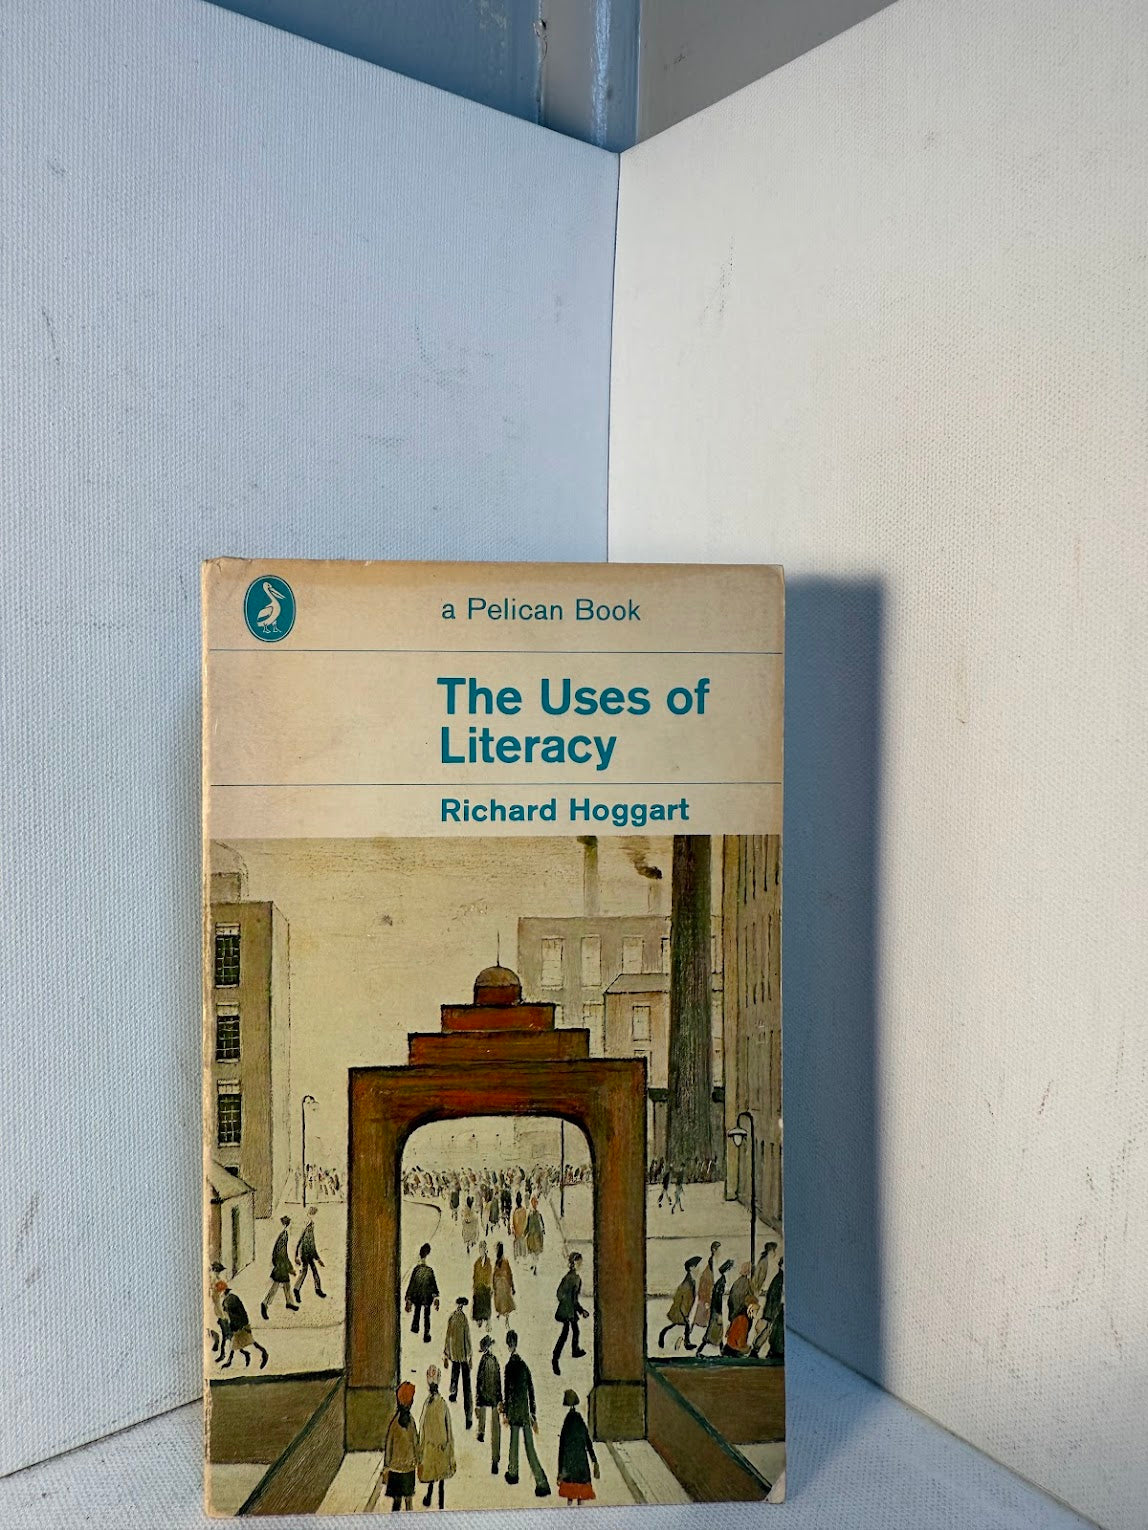 a Pelican Book
The Uses of
Literacy
Richard Hoggart